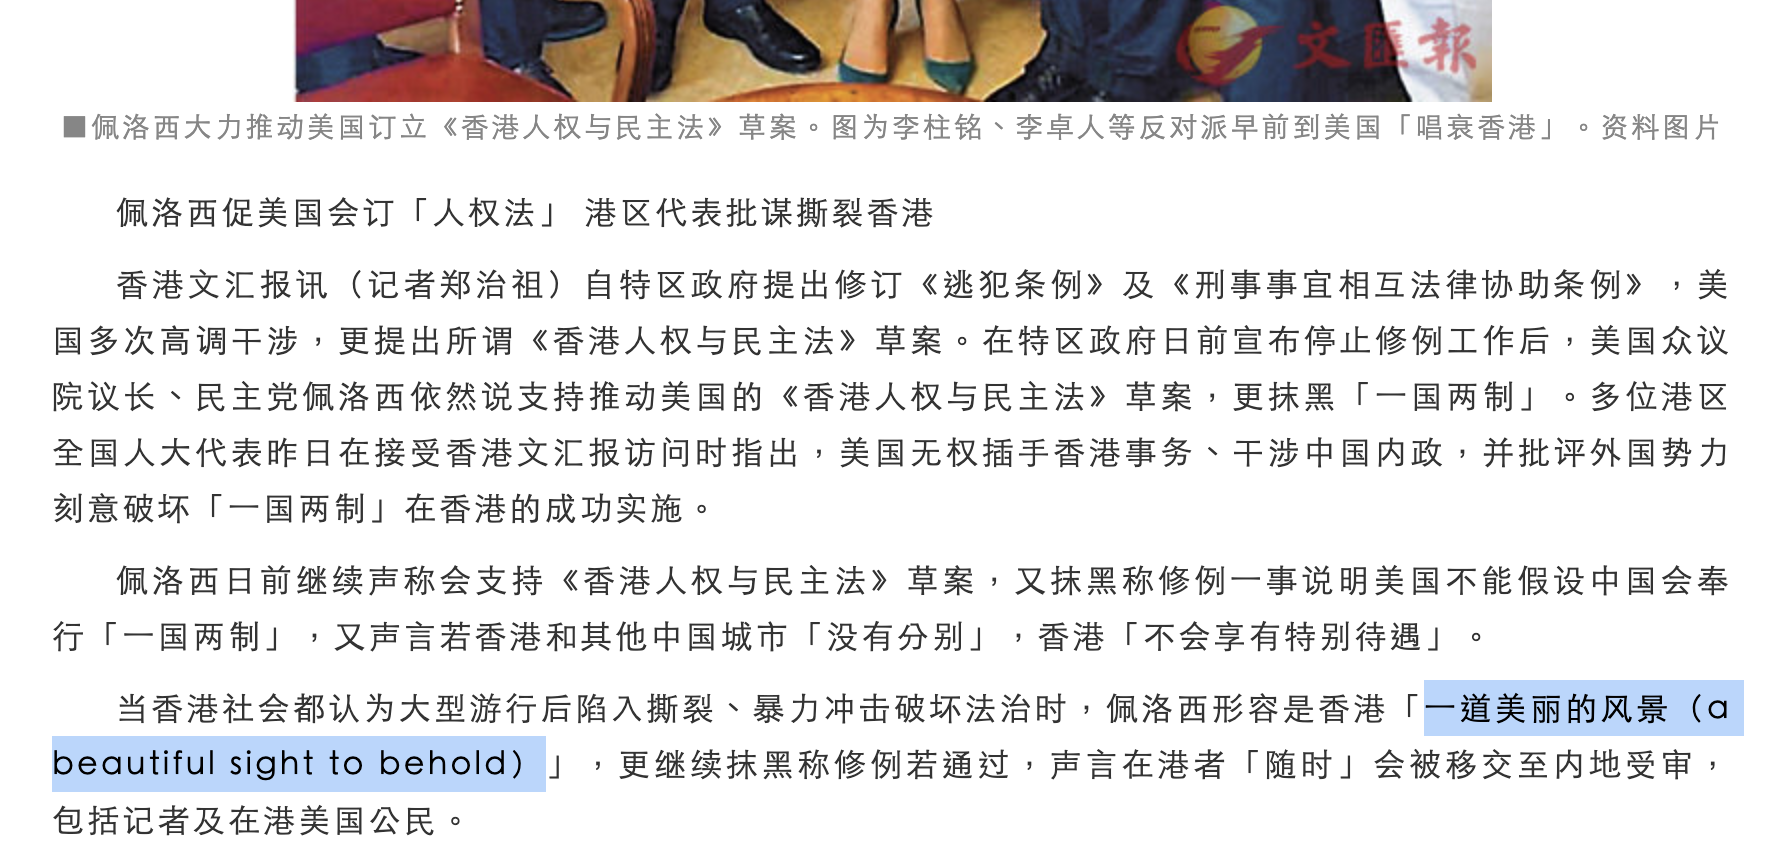 文匯報
■佩洛西大力推动美国订立《香港人权与民主法》草案。图为李柱铭、李卓人等反对派早前到美国「唱衰香港」。资料图片
佩洛西促美国会订「人权法」 港区代表批谋撕裂香港
香港文汇报讯（记者郑治祖）自特区政府提出修订《逃犯条例》及《刑事事宜相互法律协助条例》，美
国多次高调干涉，更提出所谓《香港人权与民主法》草案。在特区政府日前宣布停止修例工作后，美国众议
院议长、民主党佩洛西依然说支持推动美国的《香港人权与民主法》草案，更抹黑「一国两制」。多位港区
全国人大代表昨日在接受香港文汇报访问时指出，美国无权插手香港事务、干涉中国内政，并批评外国势力
刻意破坏「一国两制」在香港的成功实施。
佩洛西日前继续声称会支持《香港人权与民主法》草案，又抹黑称修例一事说明美国不能假设中国会奉
行「一国两制」，又声言若香港和其他中国城市「没有分别」，香港「不会享有特别待遇」。
当香港社会都认为大型游行后陷入撕裂、暴力冲击破坏法治时，佩洛西形容是香港「一道美丽的风景（a
beautiful sight to behold）」，更继续抹黑称修例若通过，声言在港者「随时」会被移交至内地受审，
包括记者及在港美国公民。